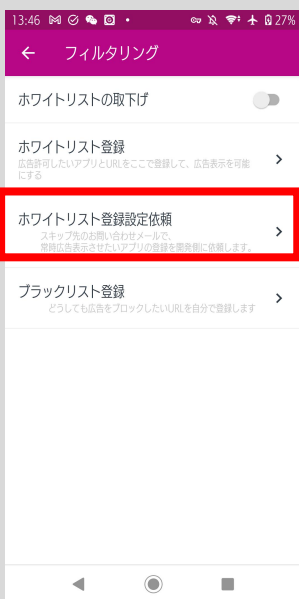 13:46 27%
フィルタリング
ホワイトリストの取下げ
ホワイトリスト登録
広告許可したいアプリとURLをここで登録して、広告表示を可能
にする
ホワイトリスト登録設定依頼
スキップ先のお問い合わせメールで、
常時広告表示させたいアプリの登録を開発側に依頼します。
ブラックリスト登録
どうしても広告をブロックしたいURLを自分で登録します